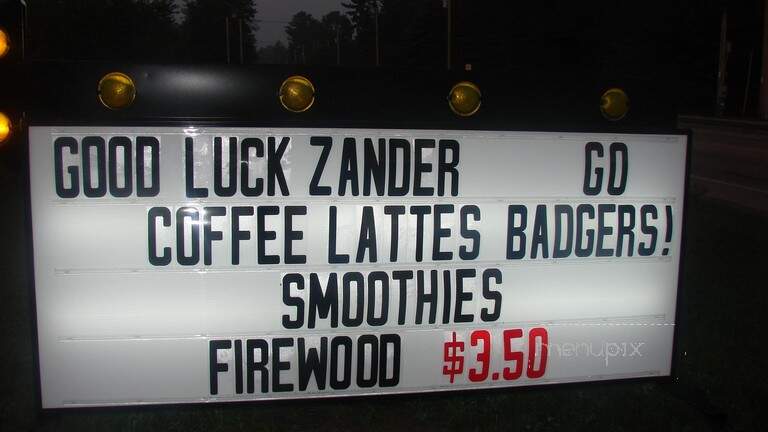 GOOD LUCK ZANDER GO
COFFEE LATTES BADGERS!
SMOOTHIES
FIREWOOD $3.50
menupix